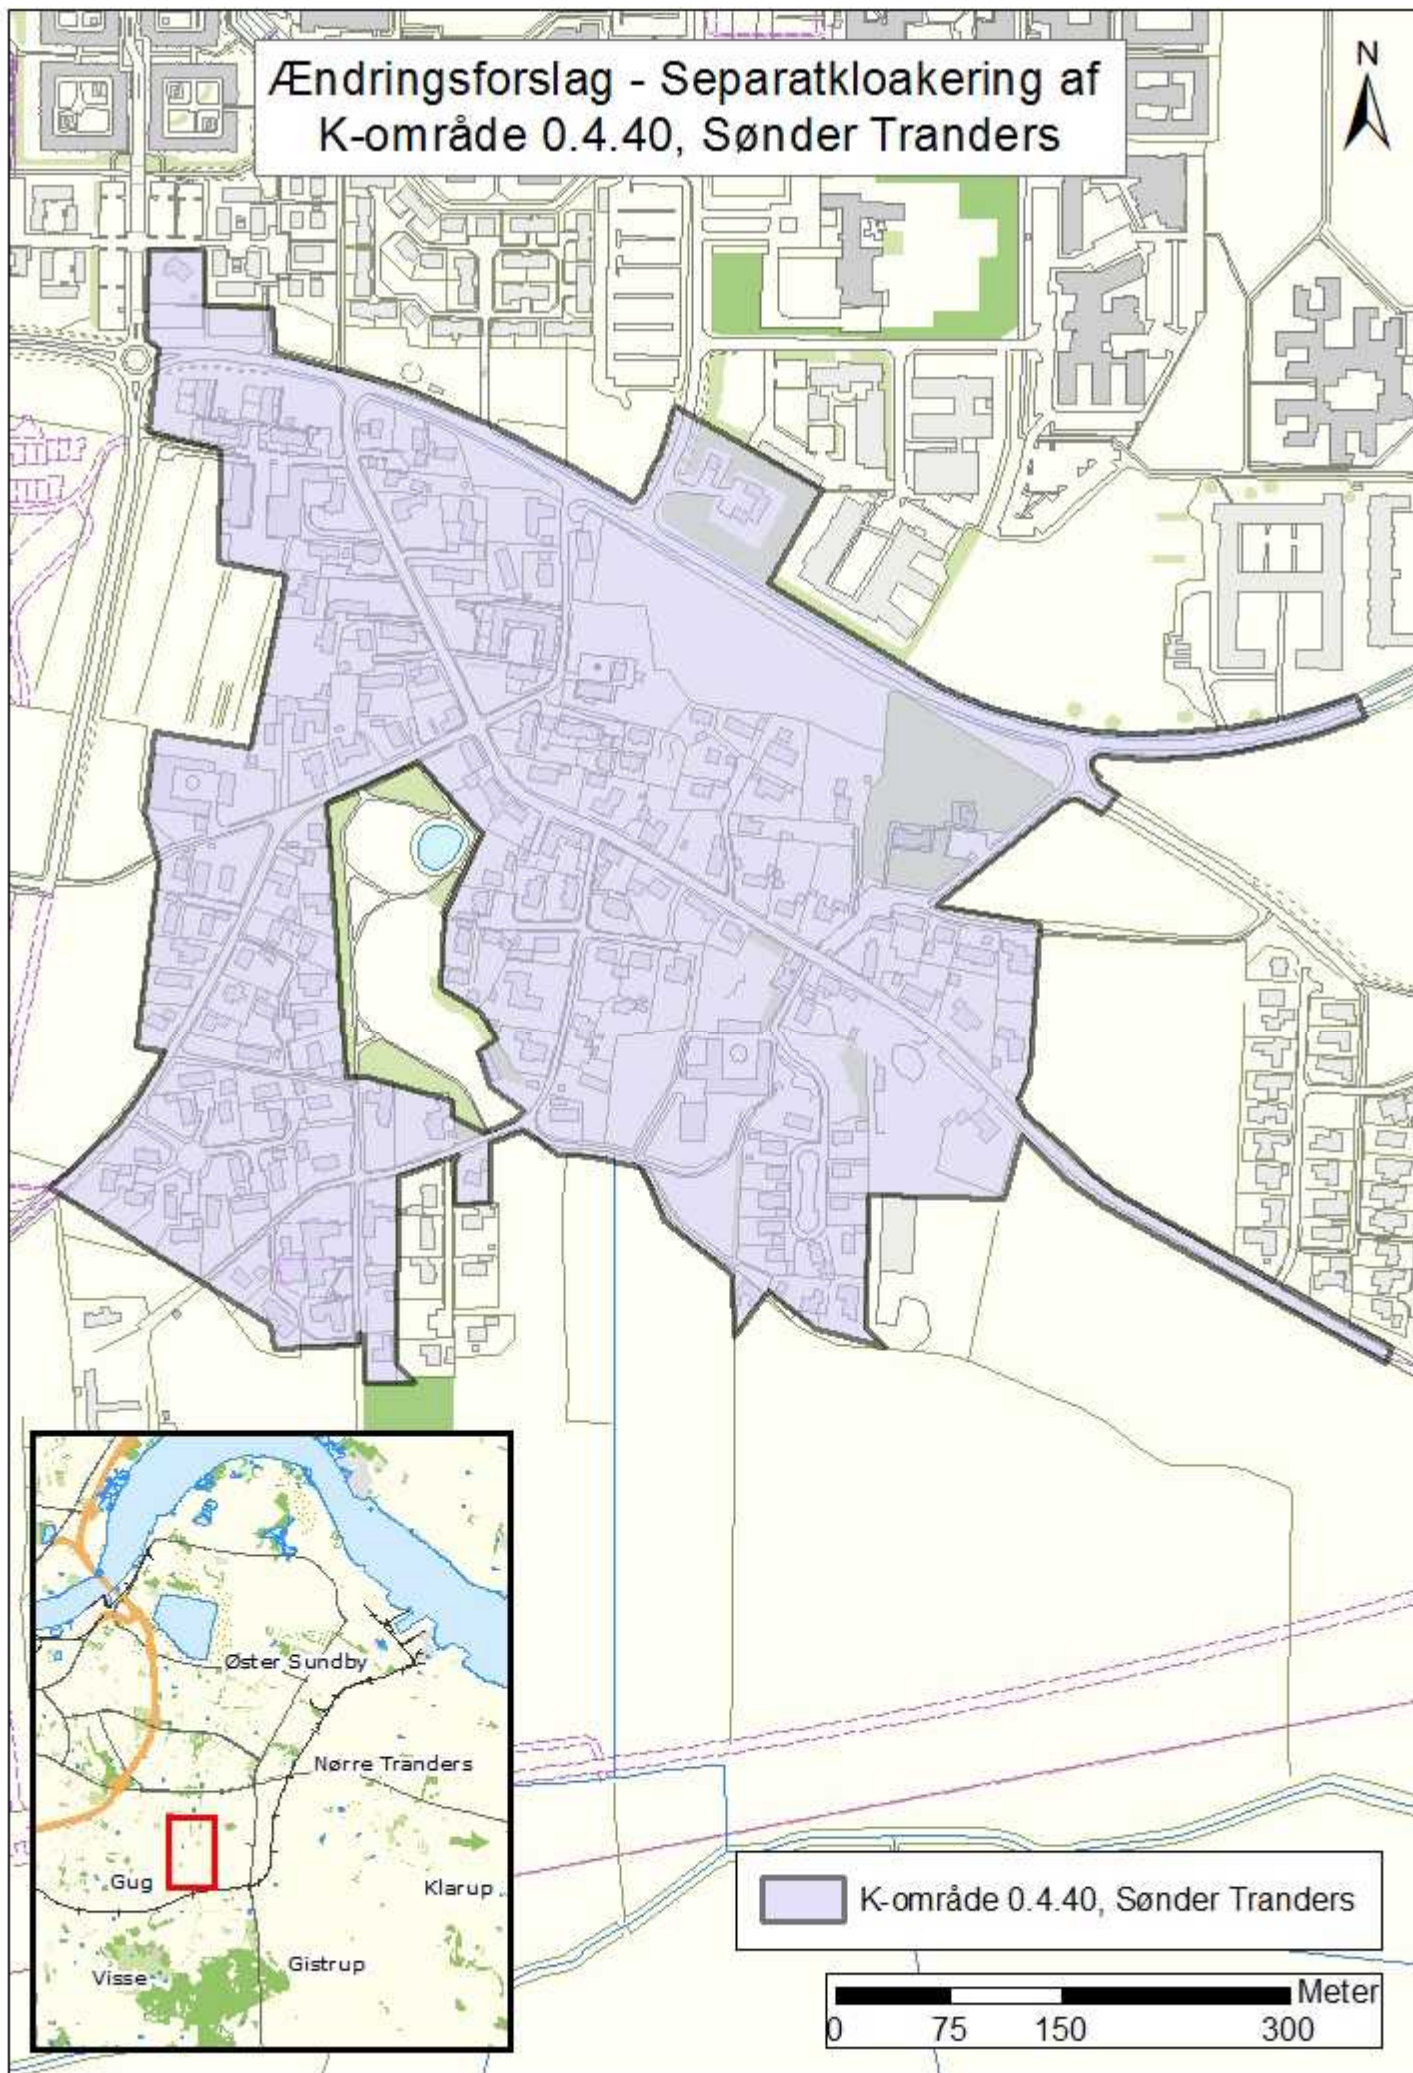 Ændringsforslag - Separatkloakering af
K-område 0.4.40, Sønder Tranders
N
Øster Sundby
Nørre Tranders
Gug
Klarup
Visse
Gistrup
K-område 0.4.40, Sønder Tranders
Meter
0 75 150 300